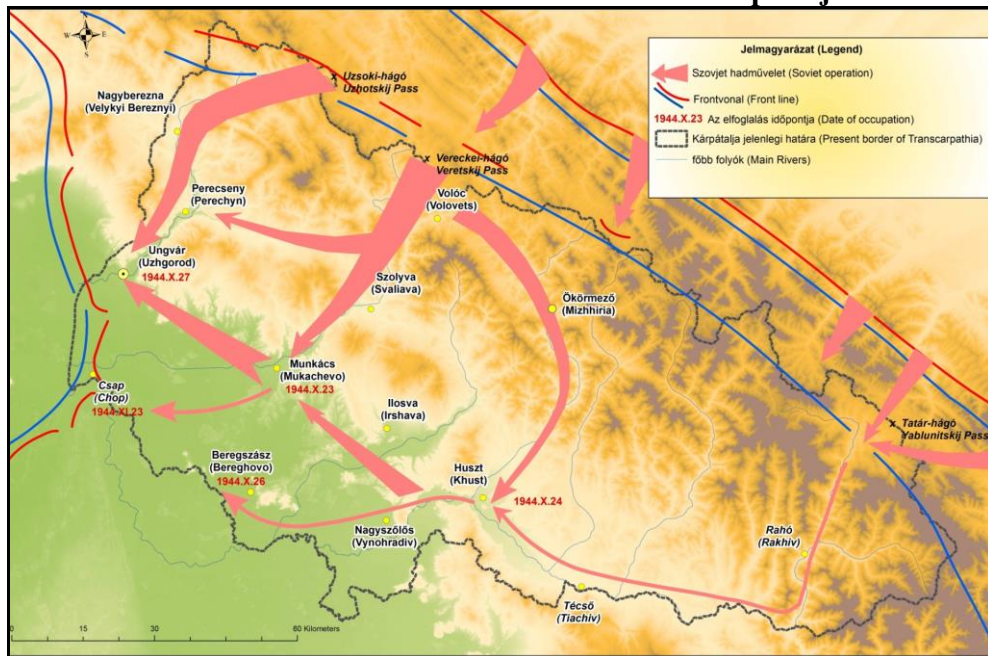 N
W
E
S
Jelmagyarázat (Legend)
Szovjet hadművelet (Soviet operation)
Frontvonal (Front line)
1944.X.23 Az elfoglalás időpontja (Date of occupation)
Kárpátalja jelenlegi határa (Present border of Transcarpathia)
főbb folyók (Main Rivers)
x Uzsoki-hágó
Uzhotskij Pass
Nagyberezna
(Velykyi Bereznyi)
x Vereckei-hágó
Veretskij Pass
Perecseny
(Perechyn)
Volóc
(Volovets)
Ungvár
(Uzhgorod)
1944.X.27
Szolyva
(Svaliava)
Ökörmező
(Mizhhiria)
Munkács
(Mukachevo)
1944.X.23
Csap
(Chop)
1944.XI.23
Ilosva
(Irshava)
x Tatár-hágó
Yablunitskij Pass
Beregszász
(Bereghovo)
1944.X.26
Huszt
(Khust)
1944.X.24
Nagyszőlős
(Vynohradiv)
Rahó
(Rakhiv)
Técső
(Tiachiv)
0 15 30 60 Kilometers